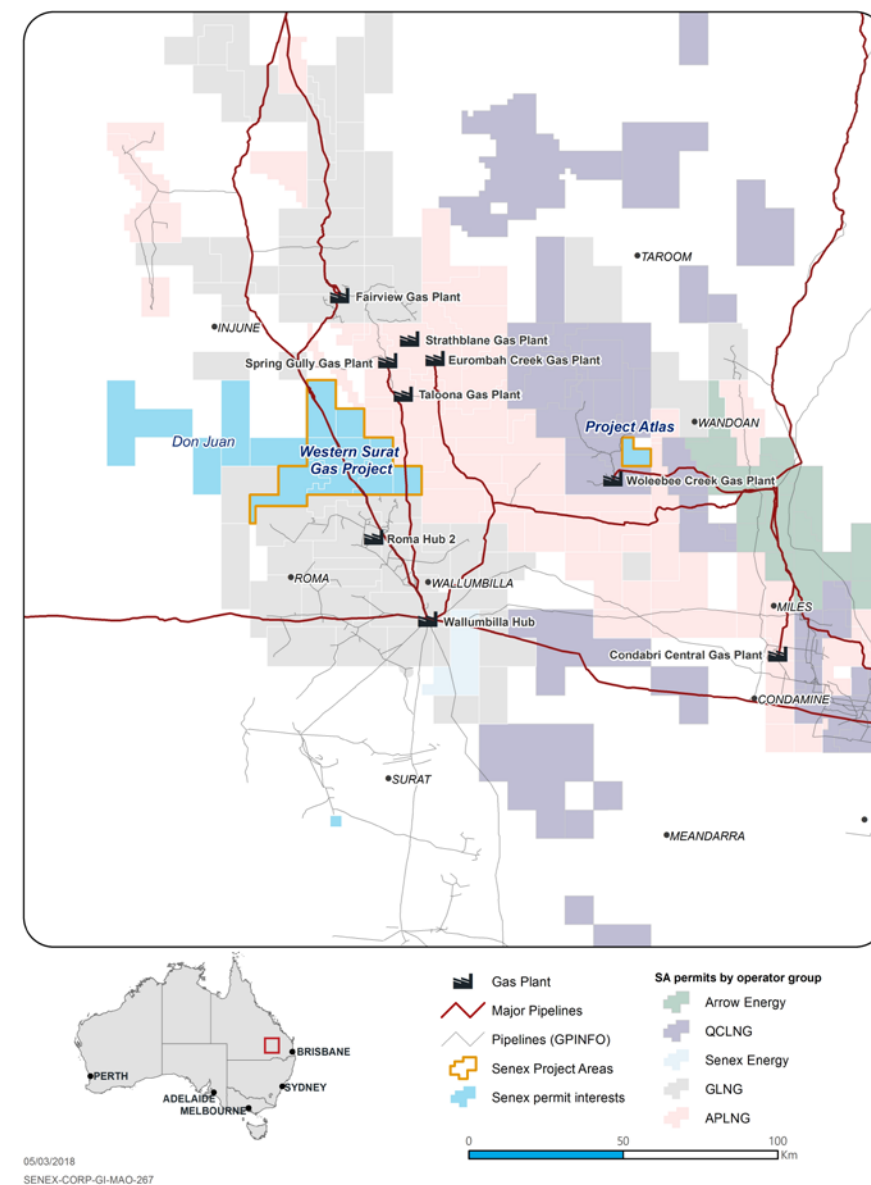 TAROOM
Fairview Gas Plant
INJUNE
Strathblane Gas Plant
Spring Gully Gas Plant
Eurombah Creek Gas Plant
Taloona Gas Plant
Don Juan
Western Surat
Gas Project
Project Atlas
WANDOAN
Woleebee Creek Gas Plant
Roma Hub 2
ROMA
WALLUMBILLA
Wallumbilla Hub
MILES
Condabri Central Gas Plant
CONDAMINE
SURAT
MEANDARRA
PERTH
ADELAIDE
MELBOURNE
SYDNEY
BRISBANE
Gas Plant
Major Pipelines
Pipelines (GPINFO)
Senex Project Areas
Senex permit interests
SA permits by operator group
Arrow Energy
QCLNG
Senex Energy
GLNG
APLNG
0 50 100
Km
05/03/2018
SENEX-CORP-GI-MAO-267